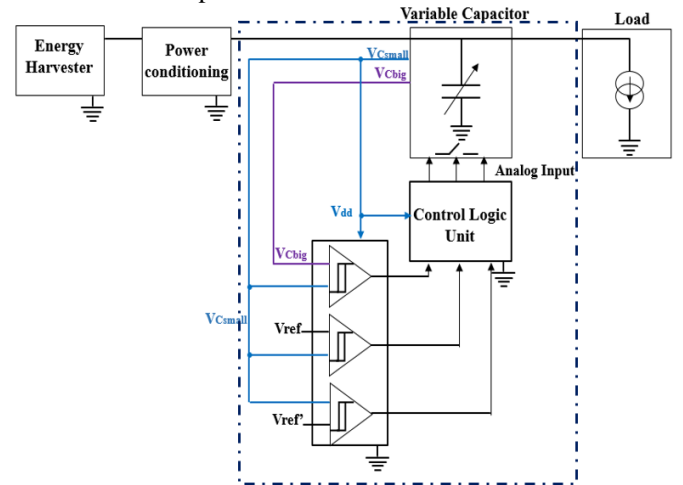 Variable Capacitor
Load
Energy
Harvester
Power
conditioning
VCsmall
VCbig
Analog Input
Vdd
Control Logic
Unit
VCbig
VCsmall
Vref
Vref'